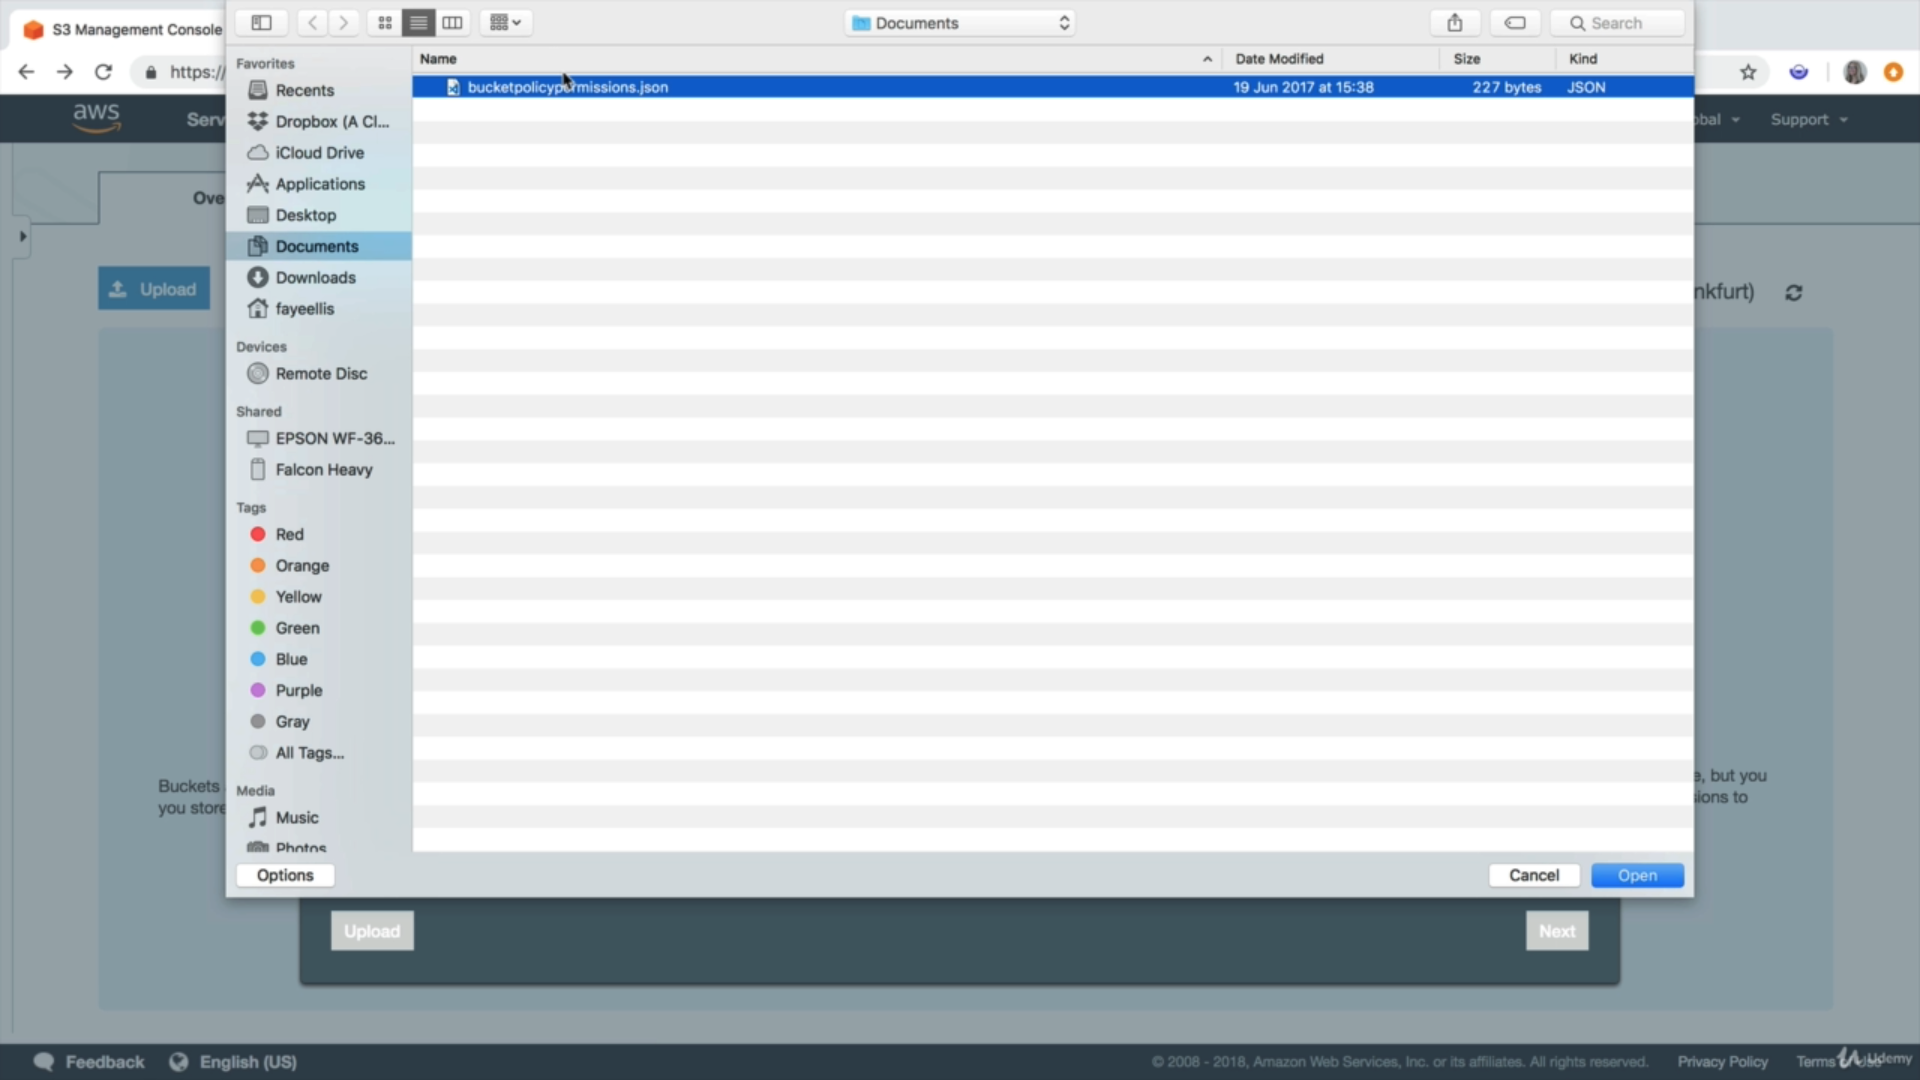 S3 Management Console
Documents
Search
https://
aws
Serv
obal
Support
Ove
Upload
nkfurt)
Favorites
Recents
Dropbox (A Cl...
iCloud Drive
Applications
Desktop
Documents
Downloads
fayeellis
Devices
Remote Disc
Shared
EPSON WF-36...
Falcon Heavy
Tags
Red
Orange
Yellow
Green
Blue
Purple
Gray
All Tags...
Media
Music
Photos
Name
Date Modified
Size
Kind
bucketpolicypermissions.json
19 Jun 2017 at 15:38
227 bytes
JSON
Buckets
you store
e, but you
ions to
Options
Cancel
Open
Upload
Next
Feedback
English (US)
© 2008 - 2018, Amazon Web Services, Inc. or its affiliates. All rights reserved.
Privacy Policy
Terms of Use
Udemy